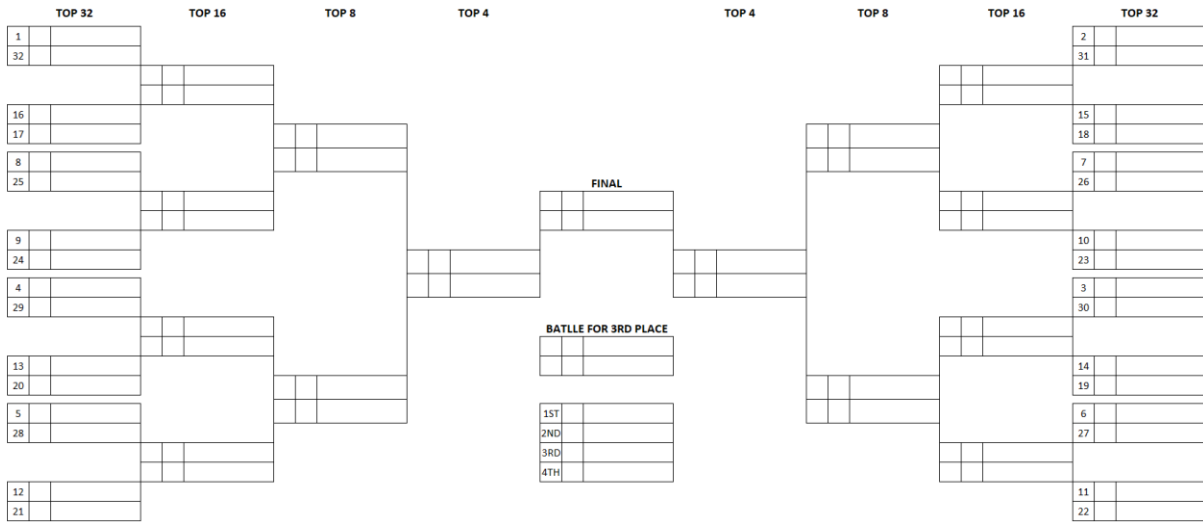 TOP 32 TOP 16 TOP 8 TOP 4 TOP 4 TOP 8 TOP 16 TOP 32
1 2
32 31
16 15
17 18
8 7
25 26
FINAL
9 10
24 23
4 3
29 30
BATLLE FOR 3RD PLACE
13 14
20 19
5 1ST 6
28 2ND 27
3RD
4TH
12 11
21 22